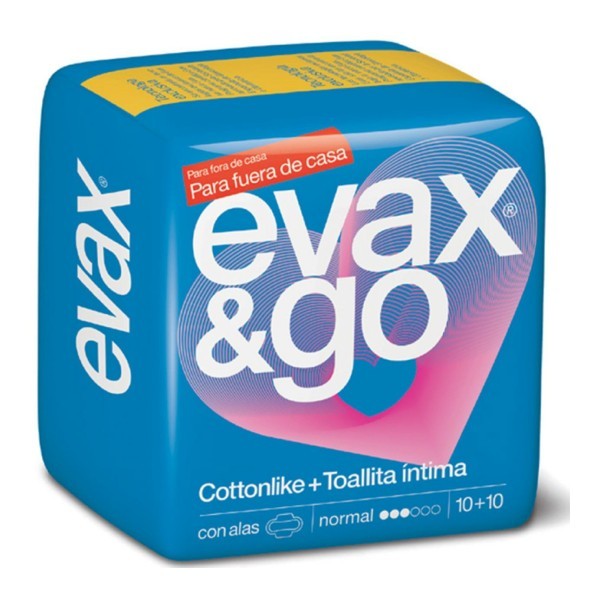 Para fora de casa
Para fuera de casa
evax®
&go
Cottonlike + Toallita íntima
con alas
normal
10+10
evax®